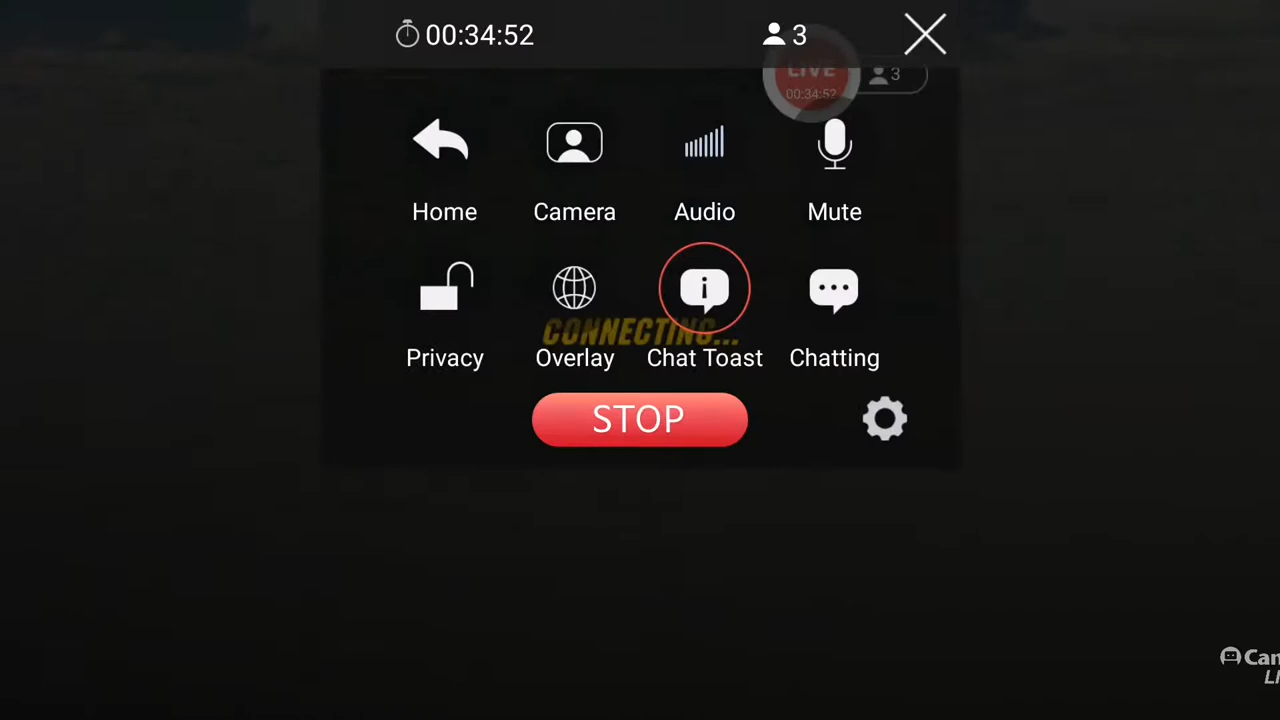 00:34:52
3
LIVE
3
00:34:52
Home
Camera
Audio
Mute
CONNECTING...
Privacy
Overlay
Chat Toast
Chatting
STOP